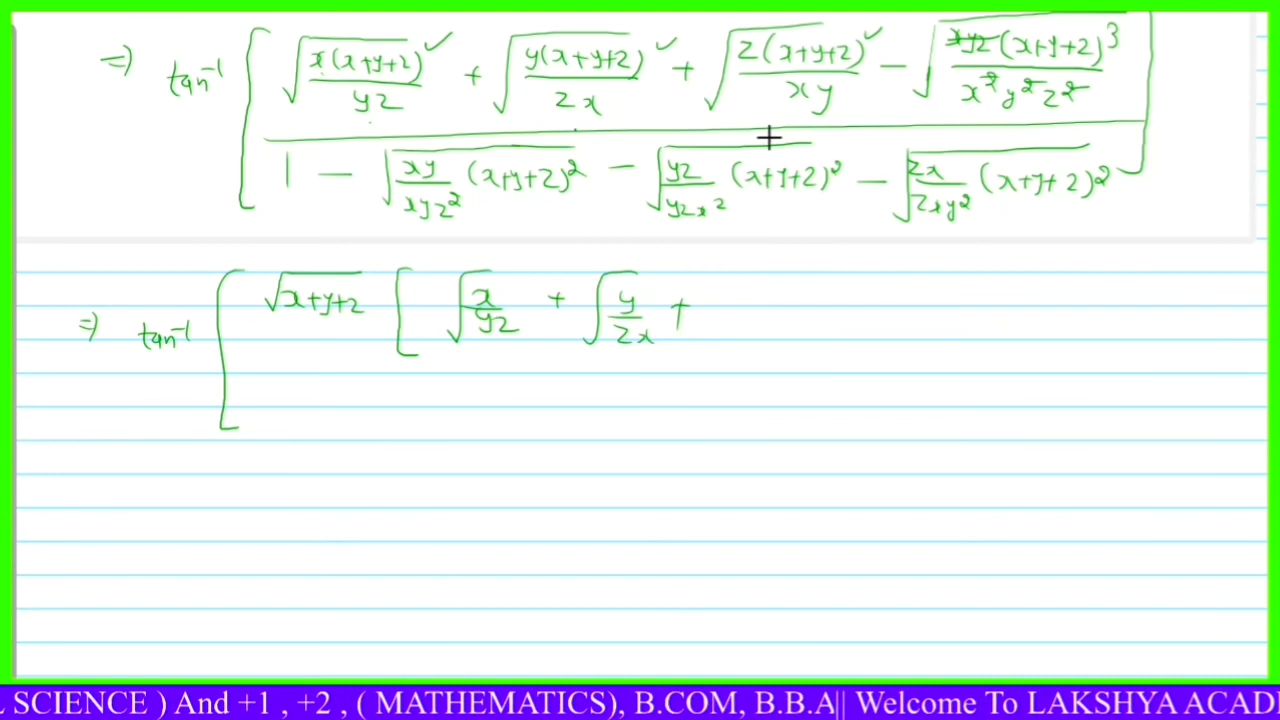 ⇒ tan⁻¹ [ √(x(x+y+z)/yz) ✓ + √(y(x+y+z)/zx) ✓ + √(z(x+y+z)/xy) ✓ − √(xyz(x+y+z)³/x²y²z²)
1 − √(xy/xyz² (x+y+z)²) − √(yz/yzx² (x+y+z)²) − √(zx/zxy² (x+y+z)²) ]
⇒ tan⁻¹ [ √x+y+z [ √(x/yz) + √(y/zx) +
SCIENCE ) And +1 , +2 , ( MATHEMATICS), B.COM, B.B.A|| Welcome To LAKSHYA ACAD